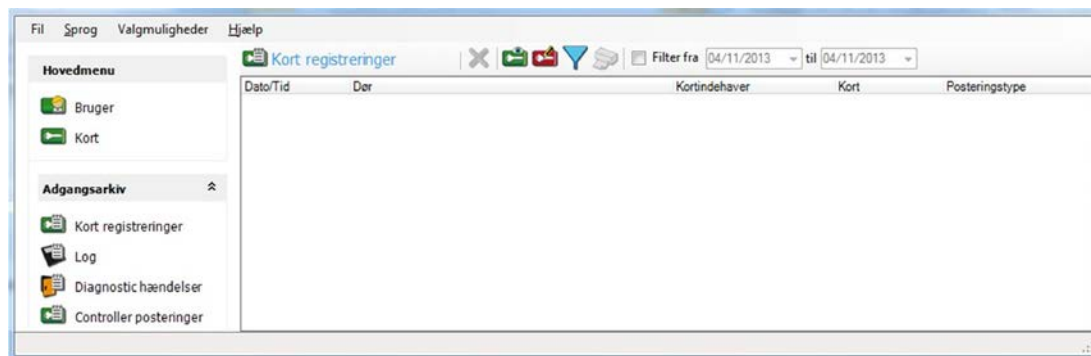 Fil Sprog Valgmuligheder Hjælp
Hovedmenu
Bruger
Kort
Adgangsarkiv
Kort registreringer
Log
Diagnostic hændelser
Controller posteringer
Kort registreringer Filter fra 04/11/2013 til 04/11/2013
Dato/Tid Dør Kortindehaver Kort Posteringstype